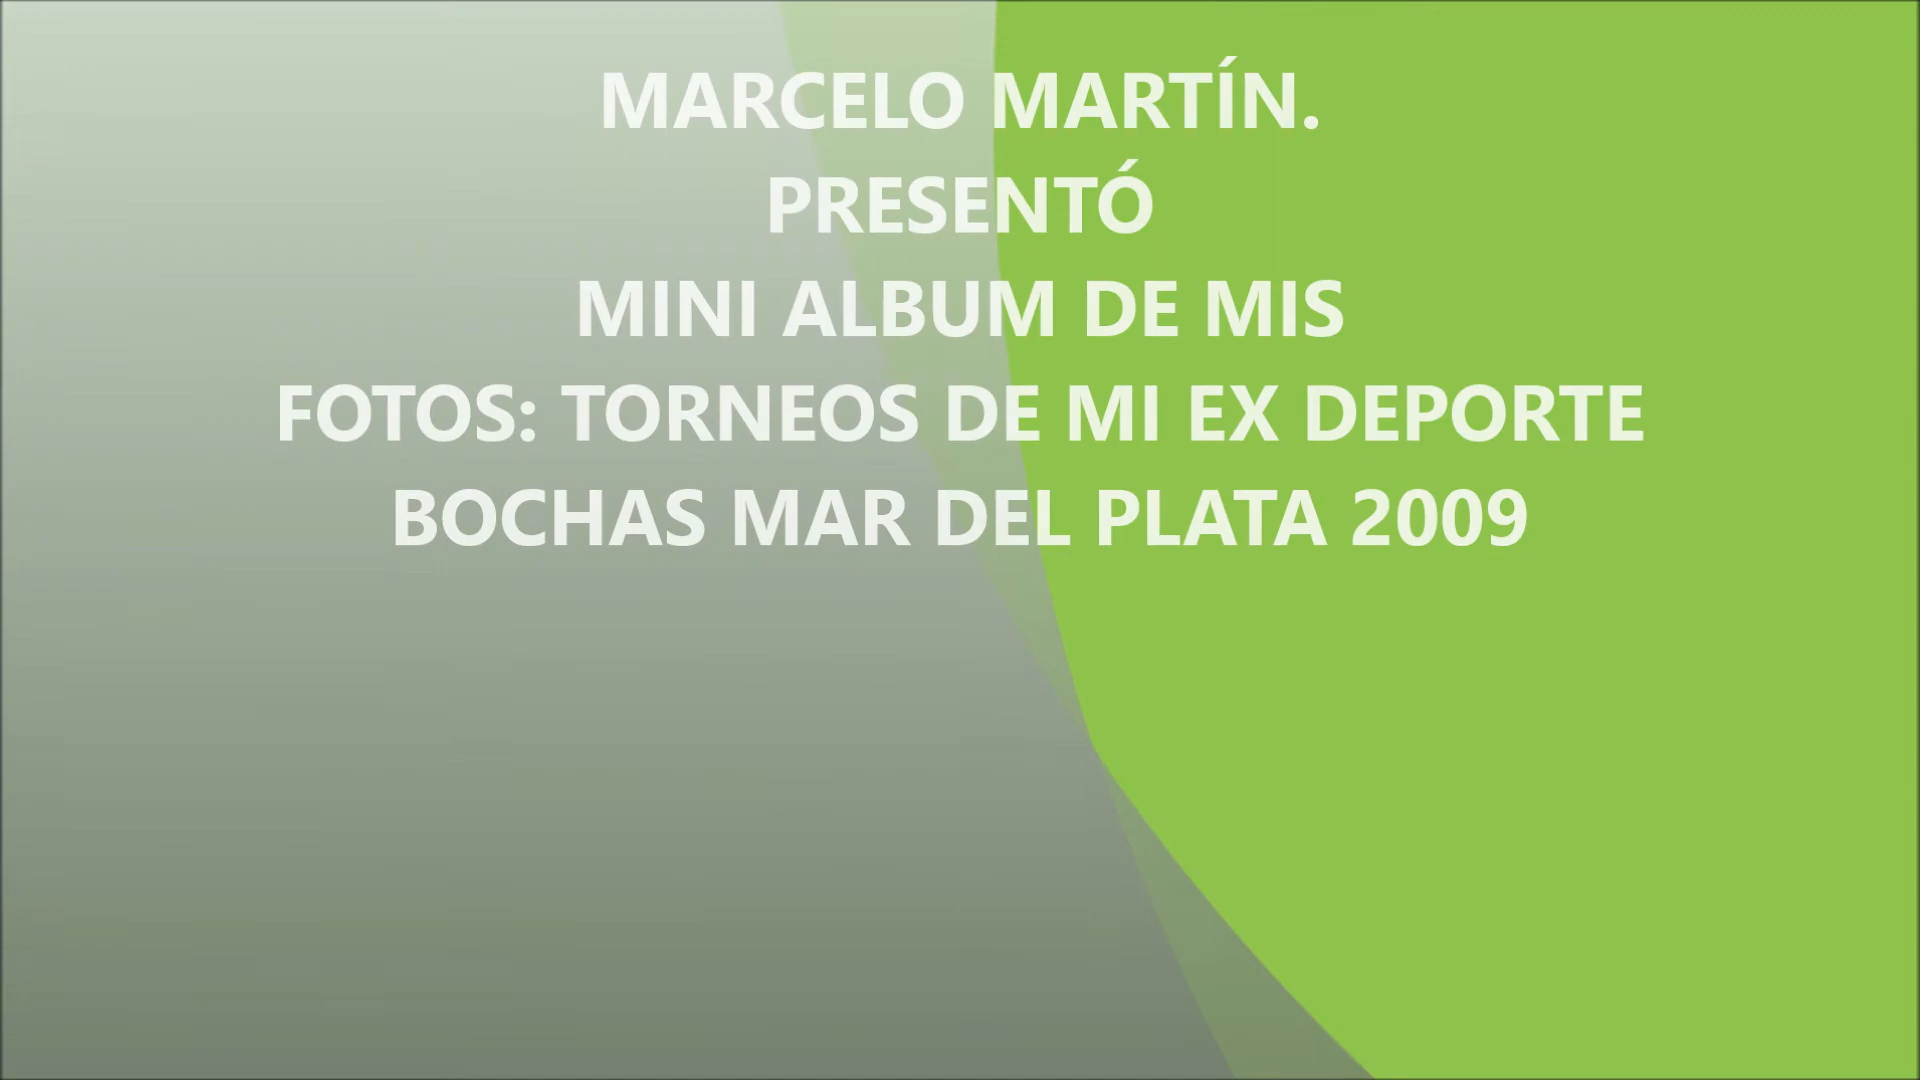 MARCELO MARTÍN.
PRESENTÓ
MINI ALBUM DE MIS
FOTOS: TORNEOS DE MI EX DEPORTE
BOCHAS MAR DEL PLATA 2009